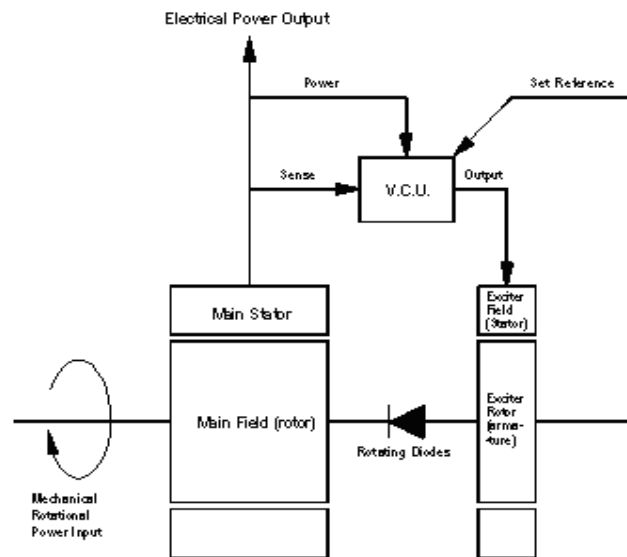 Electrical Power Output
Power
Set Reference
Sense
V.C.U.
Output
Main Stator
Exciter
Field
(Stator)
Main Field (rotor)
Exciter
Rotor
(arma-
-ture)
Rotating Diodes
Mechanical
Rotational
Power Input